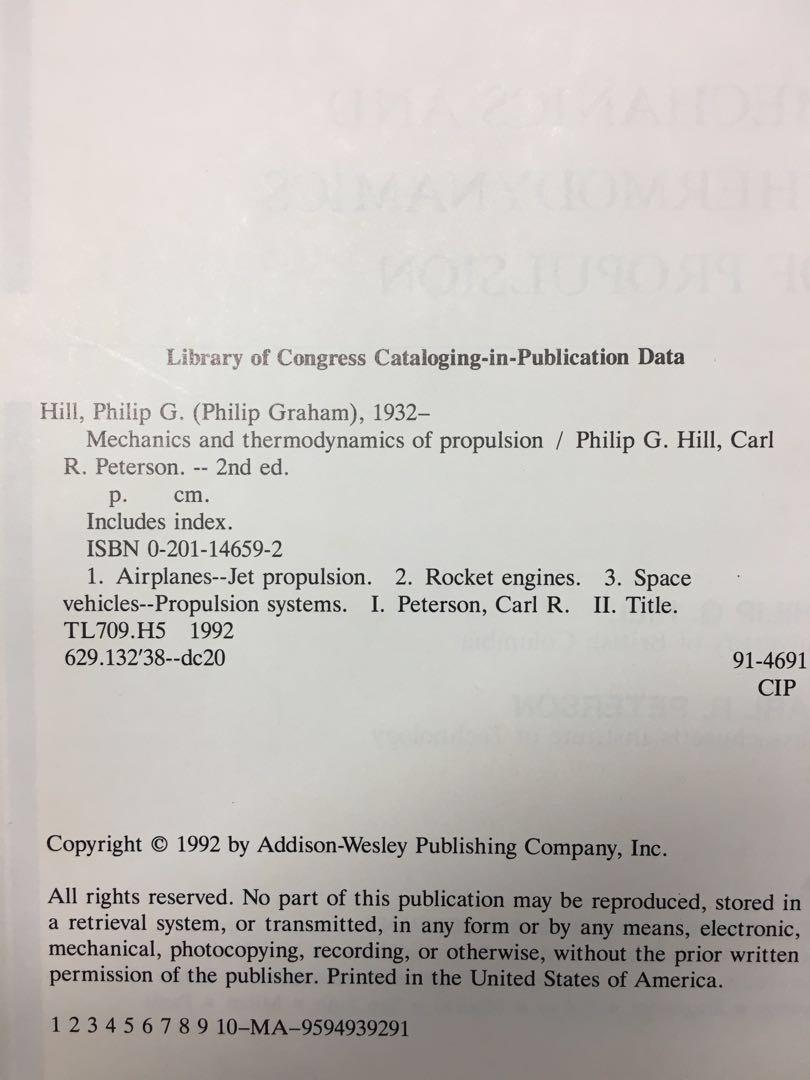 Library of Congress Cataloging-in-Publication Data
Hill, Philip G. (Philip Graham), 1932–
Mechanics and thermodynamics of propulsion / Philip G. Hill, Carl
R. Peterson. -- 2nd ed.
p. cm.
Includes index.
ISBN 0-201-14659-2
1. Airplanes--Jet propulsion. 2. Rocket engines. 3. Space
vehicles--Propulsion systems. I. Peterson, Carl R. II. Title.
TL709.H5 1992
629.132′38--dc20 91-4691
CIP
Copyright © 1992 by Addison-Wesley Publishing Company, Inc.
All rights reserved. No part of this publication may be reproduced, stored in
a retrieval system, or transmitted, in any form or by any means, electronic,
mechanical, photocopying, recording, or otherwise, without the prior written
permission of the publisher. Printed in the United States of America.
1 2 3 4 5 6 7 8 9 10–MA–9594939291